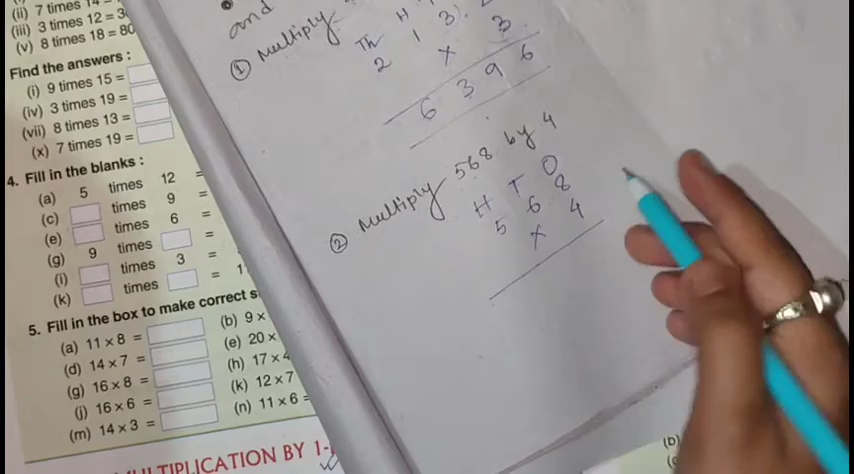 (ii) 7 times 14 =
(iii) 3 times 12 = 3
(v) 8 times 18 = 80
Find the answers :
(i) 9 times 15 =
(iv) 3 times 19 =
(vii) 8 times 13 =
(x) 7 times 19 =
4. Fill in the blanks :
(a) 5 times 12 =
(c) times 9 =
(e) times 6 =
(g) 9 times =
(i) times 3 =
(k) times = 1
5. Fill in the box to make correct s
(a) 11 × 8 = (b) 9 ×
(d) 14 × 7 = (e) 20 ×
(g) 16 × 8 = (h) 17 × 4
(j) 16 × 6 = (k) 12 × 7
(m) 14 × 3 = (n) 11 × 6 =
MULTIPLICATION BY 1-
and
① Multiply
Th H
2 1 3
× 3
6 3 9 6
② Multiply 568 by 4
H T O
5 6 8
× 4
(b)